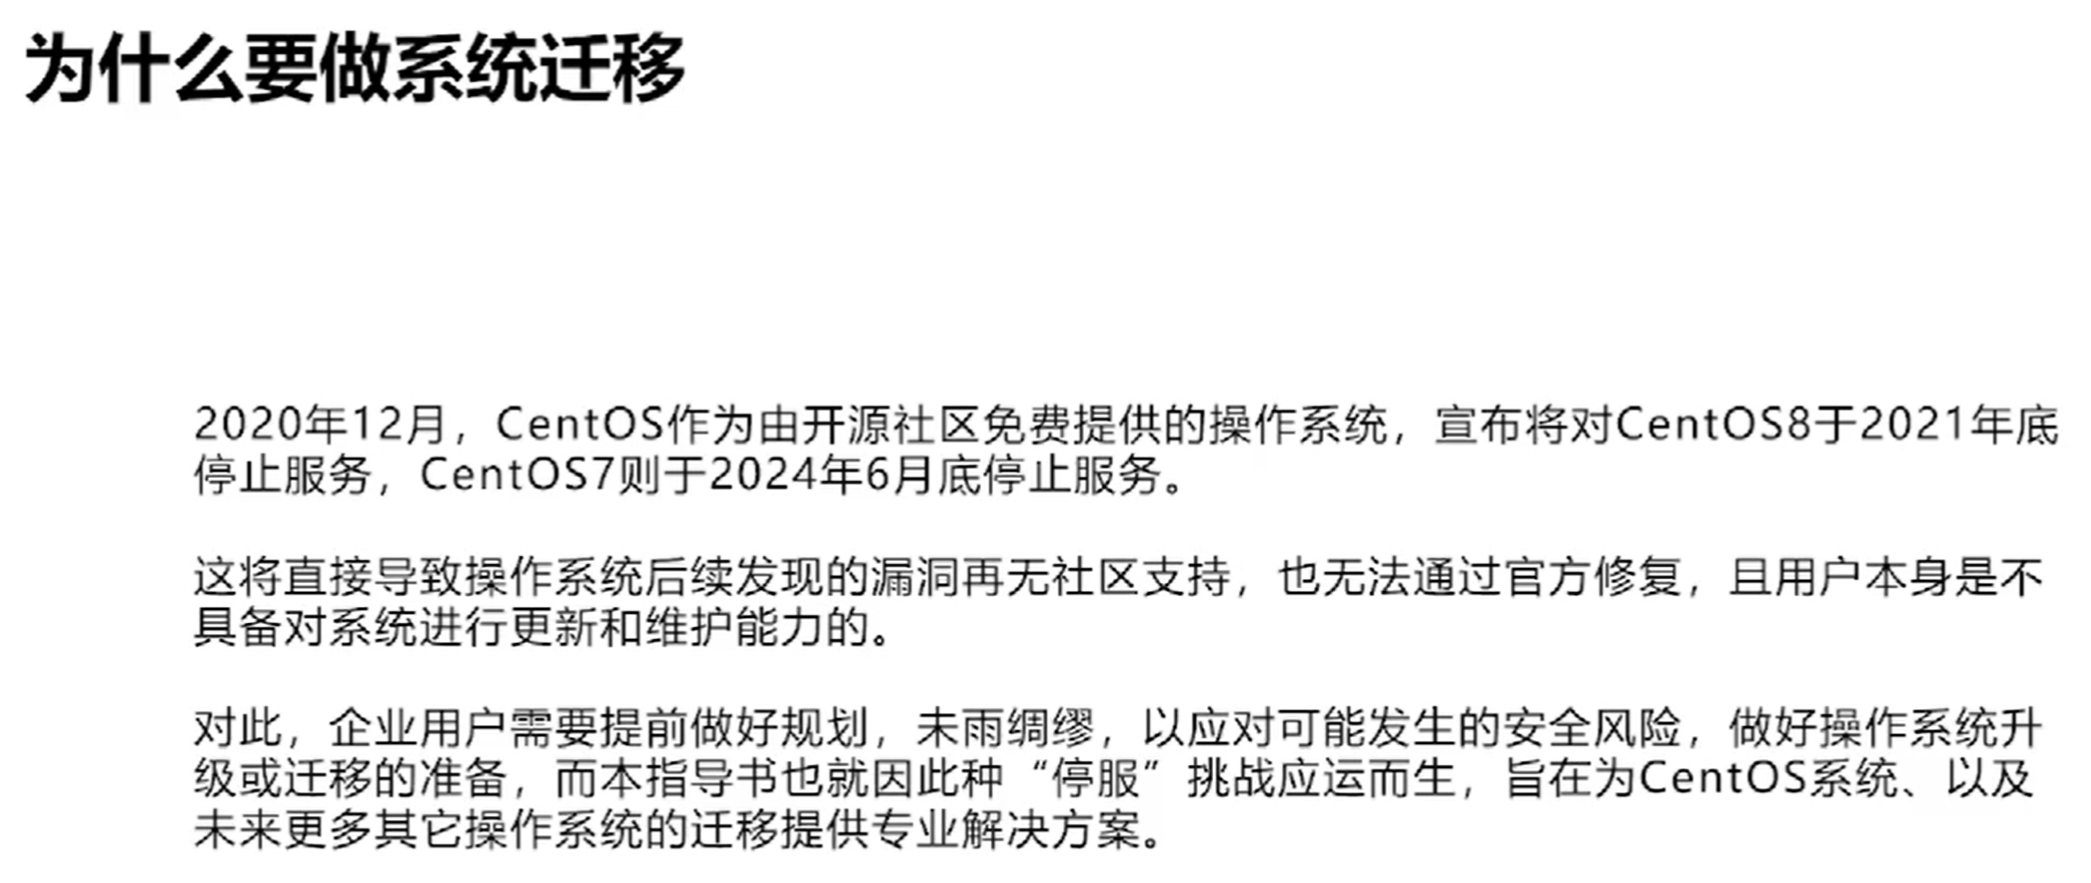 为什么要做系统迁移
2020年12月，CentOS作为由开源社区免费提供的操作系统，宣布将对CentOS8于2021年底
停止服务，CentOS7则于2024年6月底停止服务。
这将直接导致操作系统后续发现的漏洞再无社区支持，也无法通过官方修复，且用户本身是不
具备对系统进行更新和维护能力的。
对此，企业用户需要提前做好规划，未雨绸缪，以应对可能发生的安全风险，做好操作系统升
级或迁移的准备，而本指导书也就因此种“停服”挑战应运而生，旨在为CentOS系统、以及
未来更多其它操作系统的迁移提供专业解决方案。